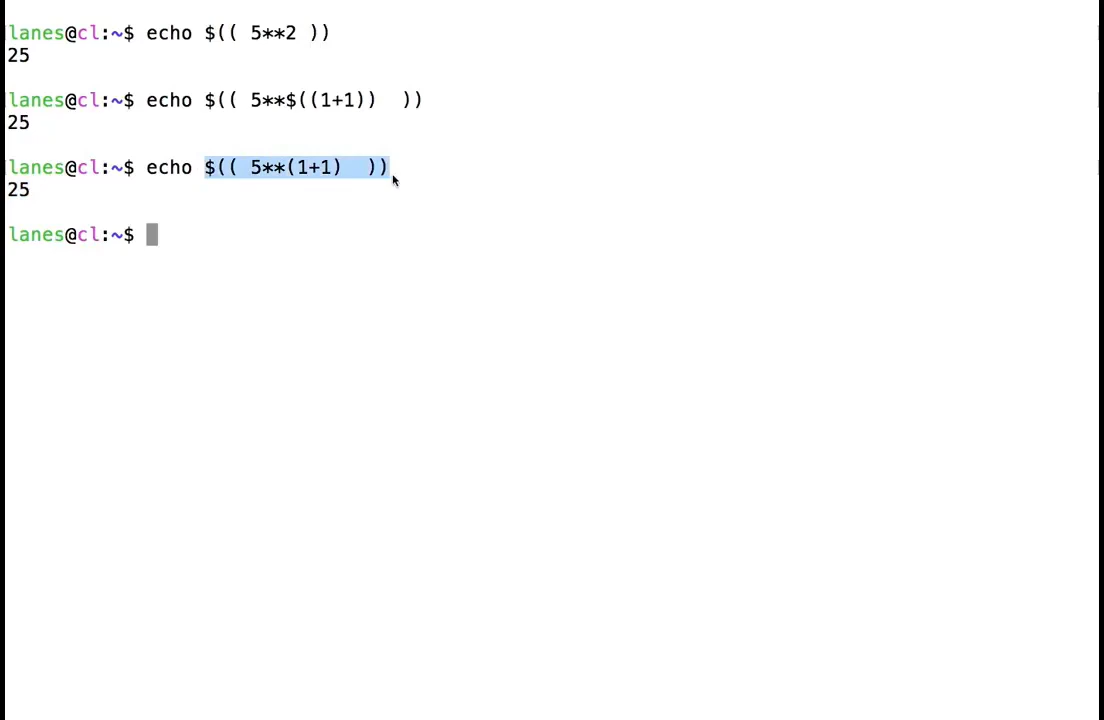 lanes@cl:~$ echo $(( 5**2 ))
25
lanes@cl:~$ echo $(( 5**$((1+1))  ))
25
lanes@cl:~$ echo $(( 5**(1+1)  ))
25
lanes@cl:~$